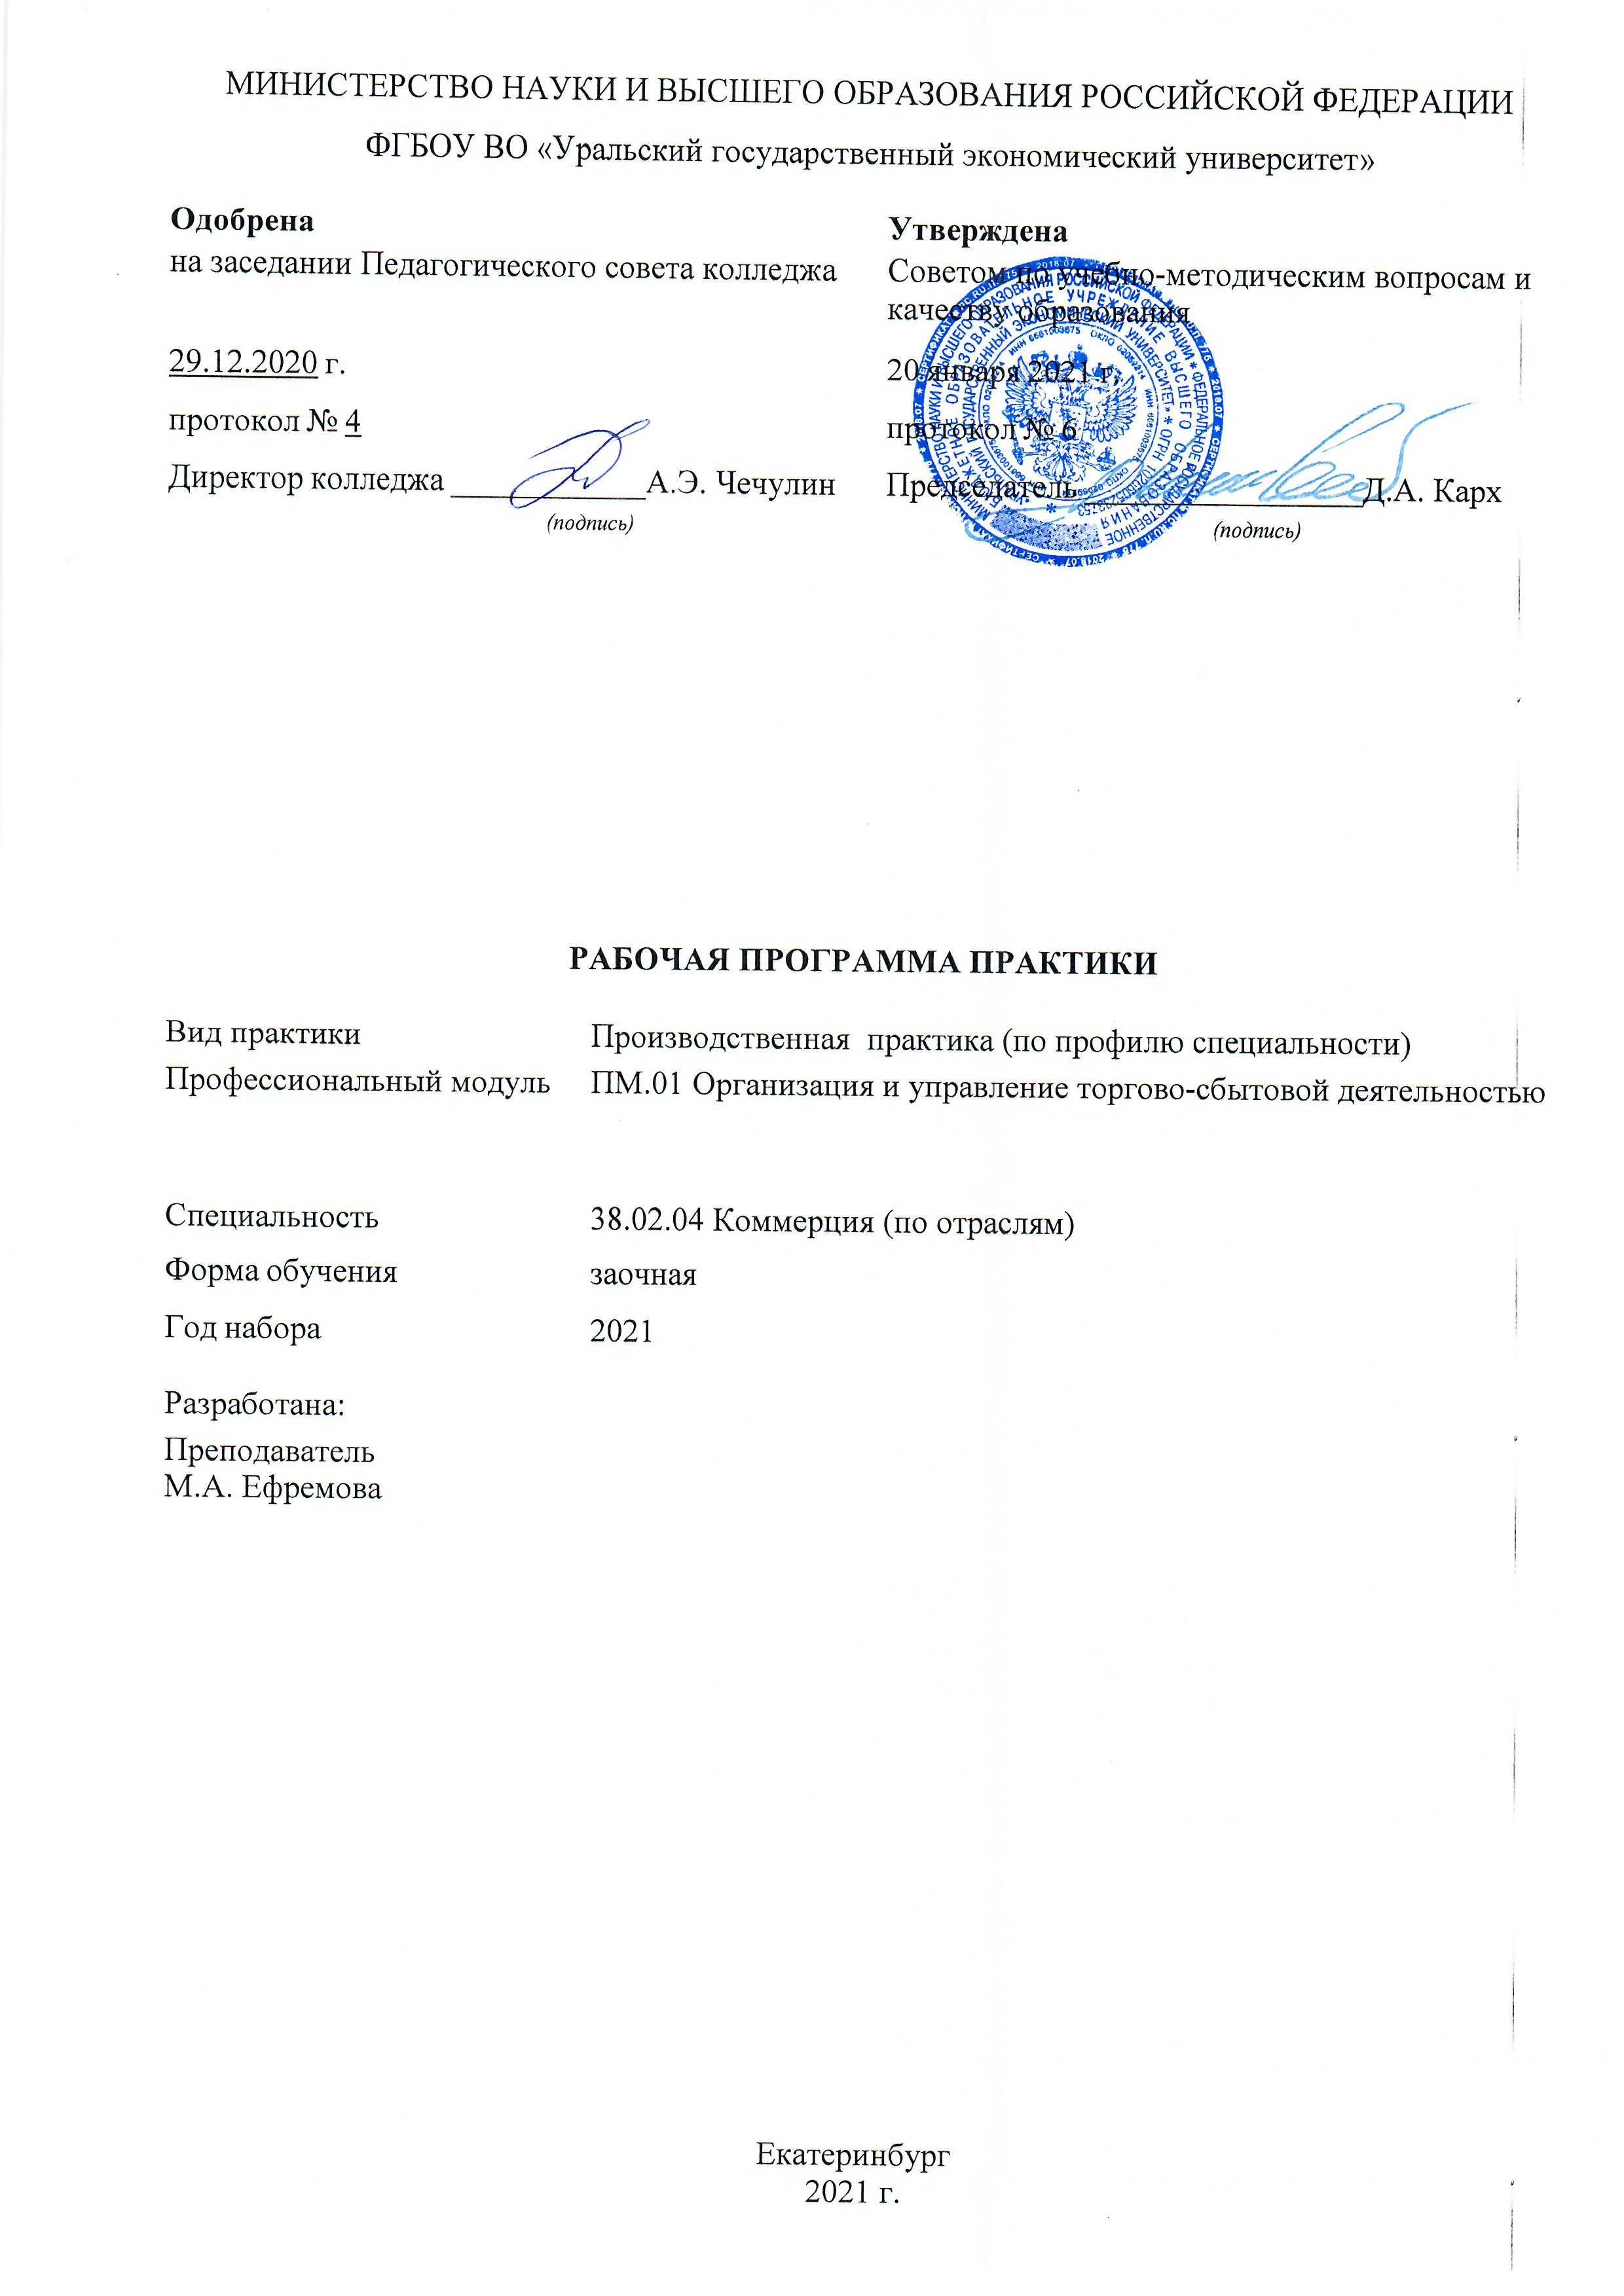 МИНИСТЕРСТВО НАУКИ И ВЫСШЕГО ОБРАЗОВАНИЯ РОССИЙСКОЙ ФЕДЕРАЦИИ
ФГБОУ ВО «Уральский государственный экономический университет»
Одобрена
на заседании Педагогического совета колледжа
29.12.2020 г.
протокол № 4
Директор колледжа ____________А.Э. Чечулин
(подпись)
Утверждена
Советом по учебно-методическим вопросам и
качеству образования
20 января 2021 г.
протокол № 6
Председатель ____________Д.А. Карх
(подпись)
РАБОЧАЯ ПРОГРАММА ПРАКТИКИ
Вид практики Производственная практика (по профилю специальности)
Профессиональный модуль ПМ.01 Организация и управление торгово-сбытовой деятельностью
Специальность 38.02.04 Коммерция (по отраслям)
Форма обучения заочная
Год набора 2021
Разработана:
Преподаватель
М.А. Ефремова
Екатеринбург
2021 г.